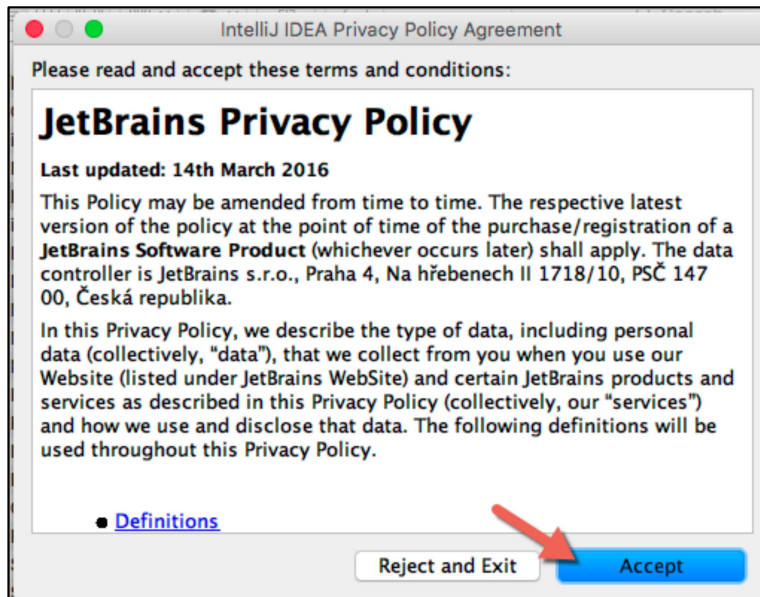 IntelliJ IDEA Privacy Policy Agreement
Please read and accept these terms and conditions:
JetBrains Privacy Policy
Last updated: 14th March 2016
This Policy may be amended from time to time. The respective latest
version of the policy at the point of time of the purchase/registration of a
JetBrains Software Product (whichever occurs later) shall apply. The data
controller is JetBrains s.r.o., Praha 4, Na hřebenech II 1718/10, PSČ 147
00, Česká republika.
In this Privacy Policy, we describe the type of data, including personal
data (collectively, “data”), that we collect from you when you use our
Website (listed under JetBrains WebSite) and certain JetBrains products and
services as described in this Privacy Policy (collectively, our “services”)
and how we use and disclose that data. The following definitions will be
used throughout this Privacy Policy.
● Definitions
Reject and Exit Accept